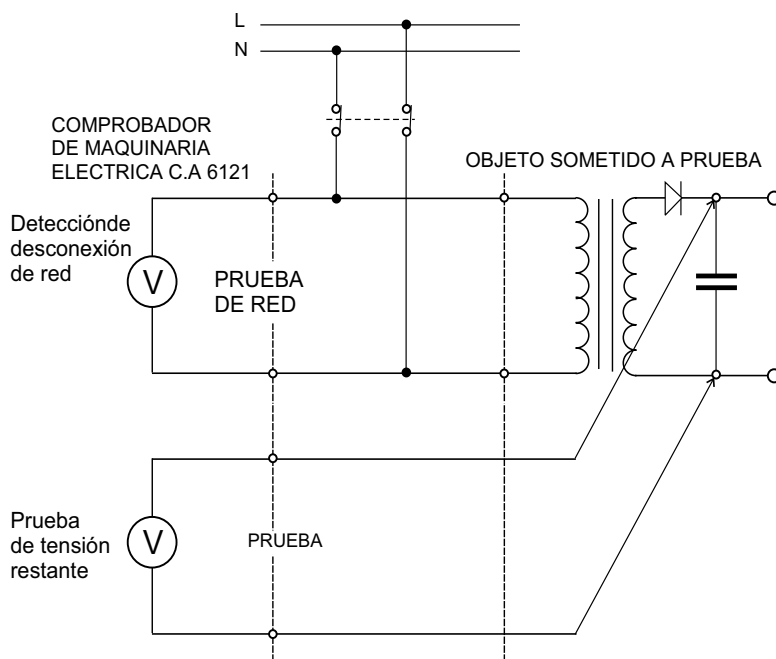 L
N
COMPROBADOR
DE MAQUINARIA
ELECTRICA C.A 6121
OBJETO SOMETIDO A PRUEBA
Detecciónde
desconexión
de red
V
PRUEBA
DE RED
Prueba
de tensión
restante
V
PRUEBA